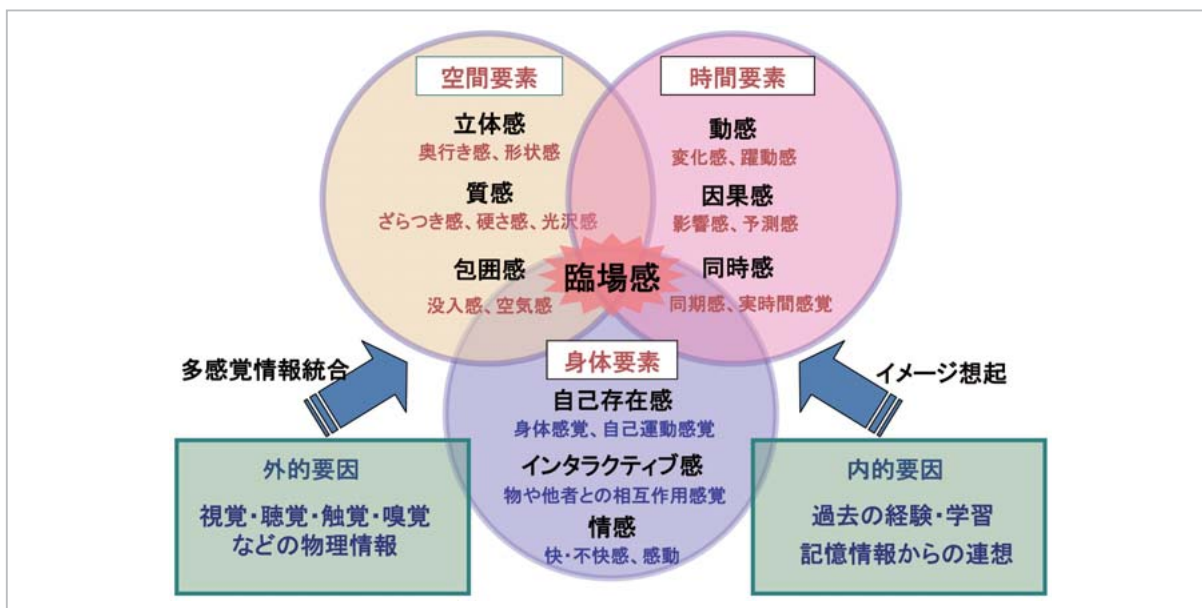 空間要素
立体感
奥行き感、形状感
質感
ざらつき感、硬さ感、光沢感
包囲感
没入感、空気感
時間要素
動感
変化感、躍動感
因果感
影響感、予測感
同時感
同期感、実時間感覚
臨場感
身体要素
自己存在感
身体感覚、自己運動感覚
インタラクティブ感
物や他者との相互作用感覚
情感
快・不快感、感動
多感覚情報統合
イメージ想起
外的要因
視覚・聴覚・触覚・嗅覚
などの物理情報
内的要因
過去の経験・学習
記憶情報からの連想